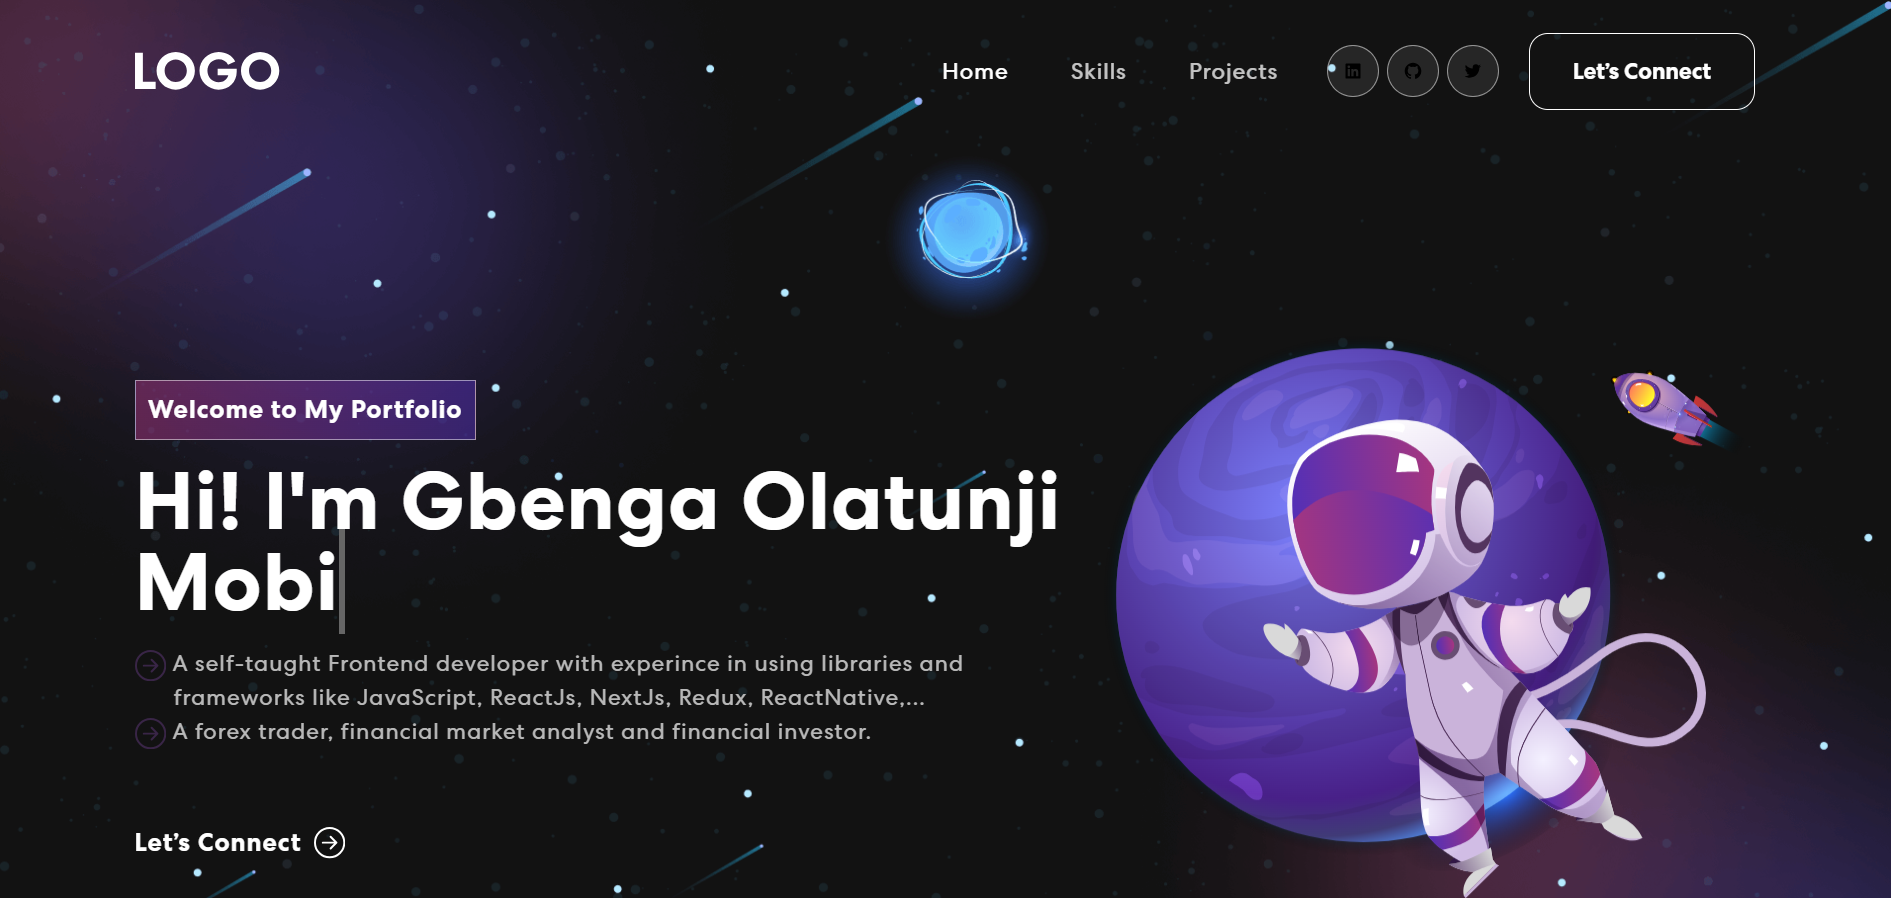 LOGO
Home
Skills
Projects
Let's Connect
Welcome to My Portfolio
Hi! I'm Gbenga Olatunji
Mobi
A self-taught Frontend developer with experince in using libraries and
frameworks like JavaScript, ReactJs, NextJs, Redux, ReactNative,...
A forex trader, financial market analyst and financial investor.
Let's Connect